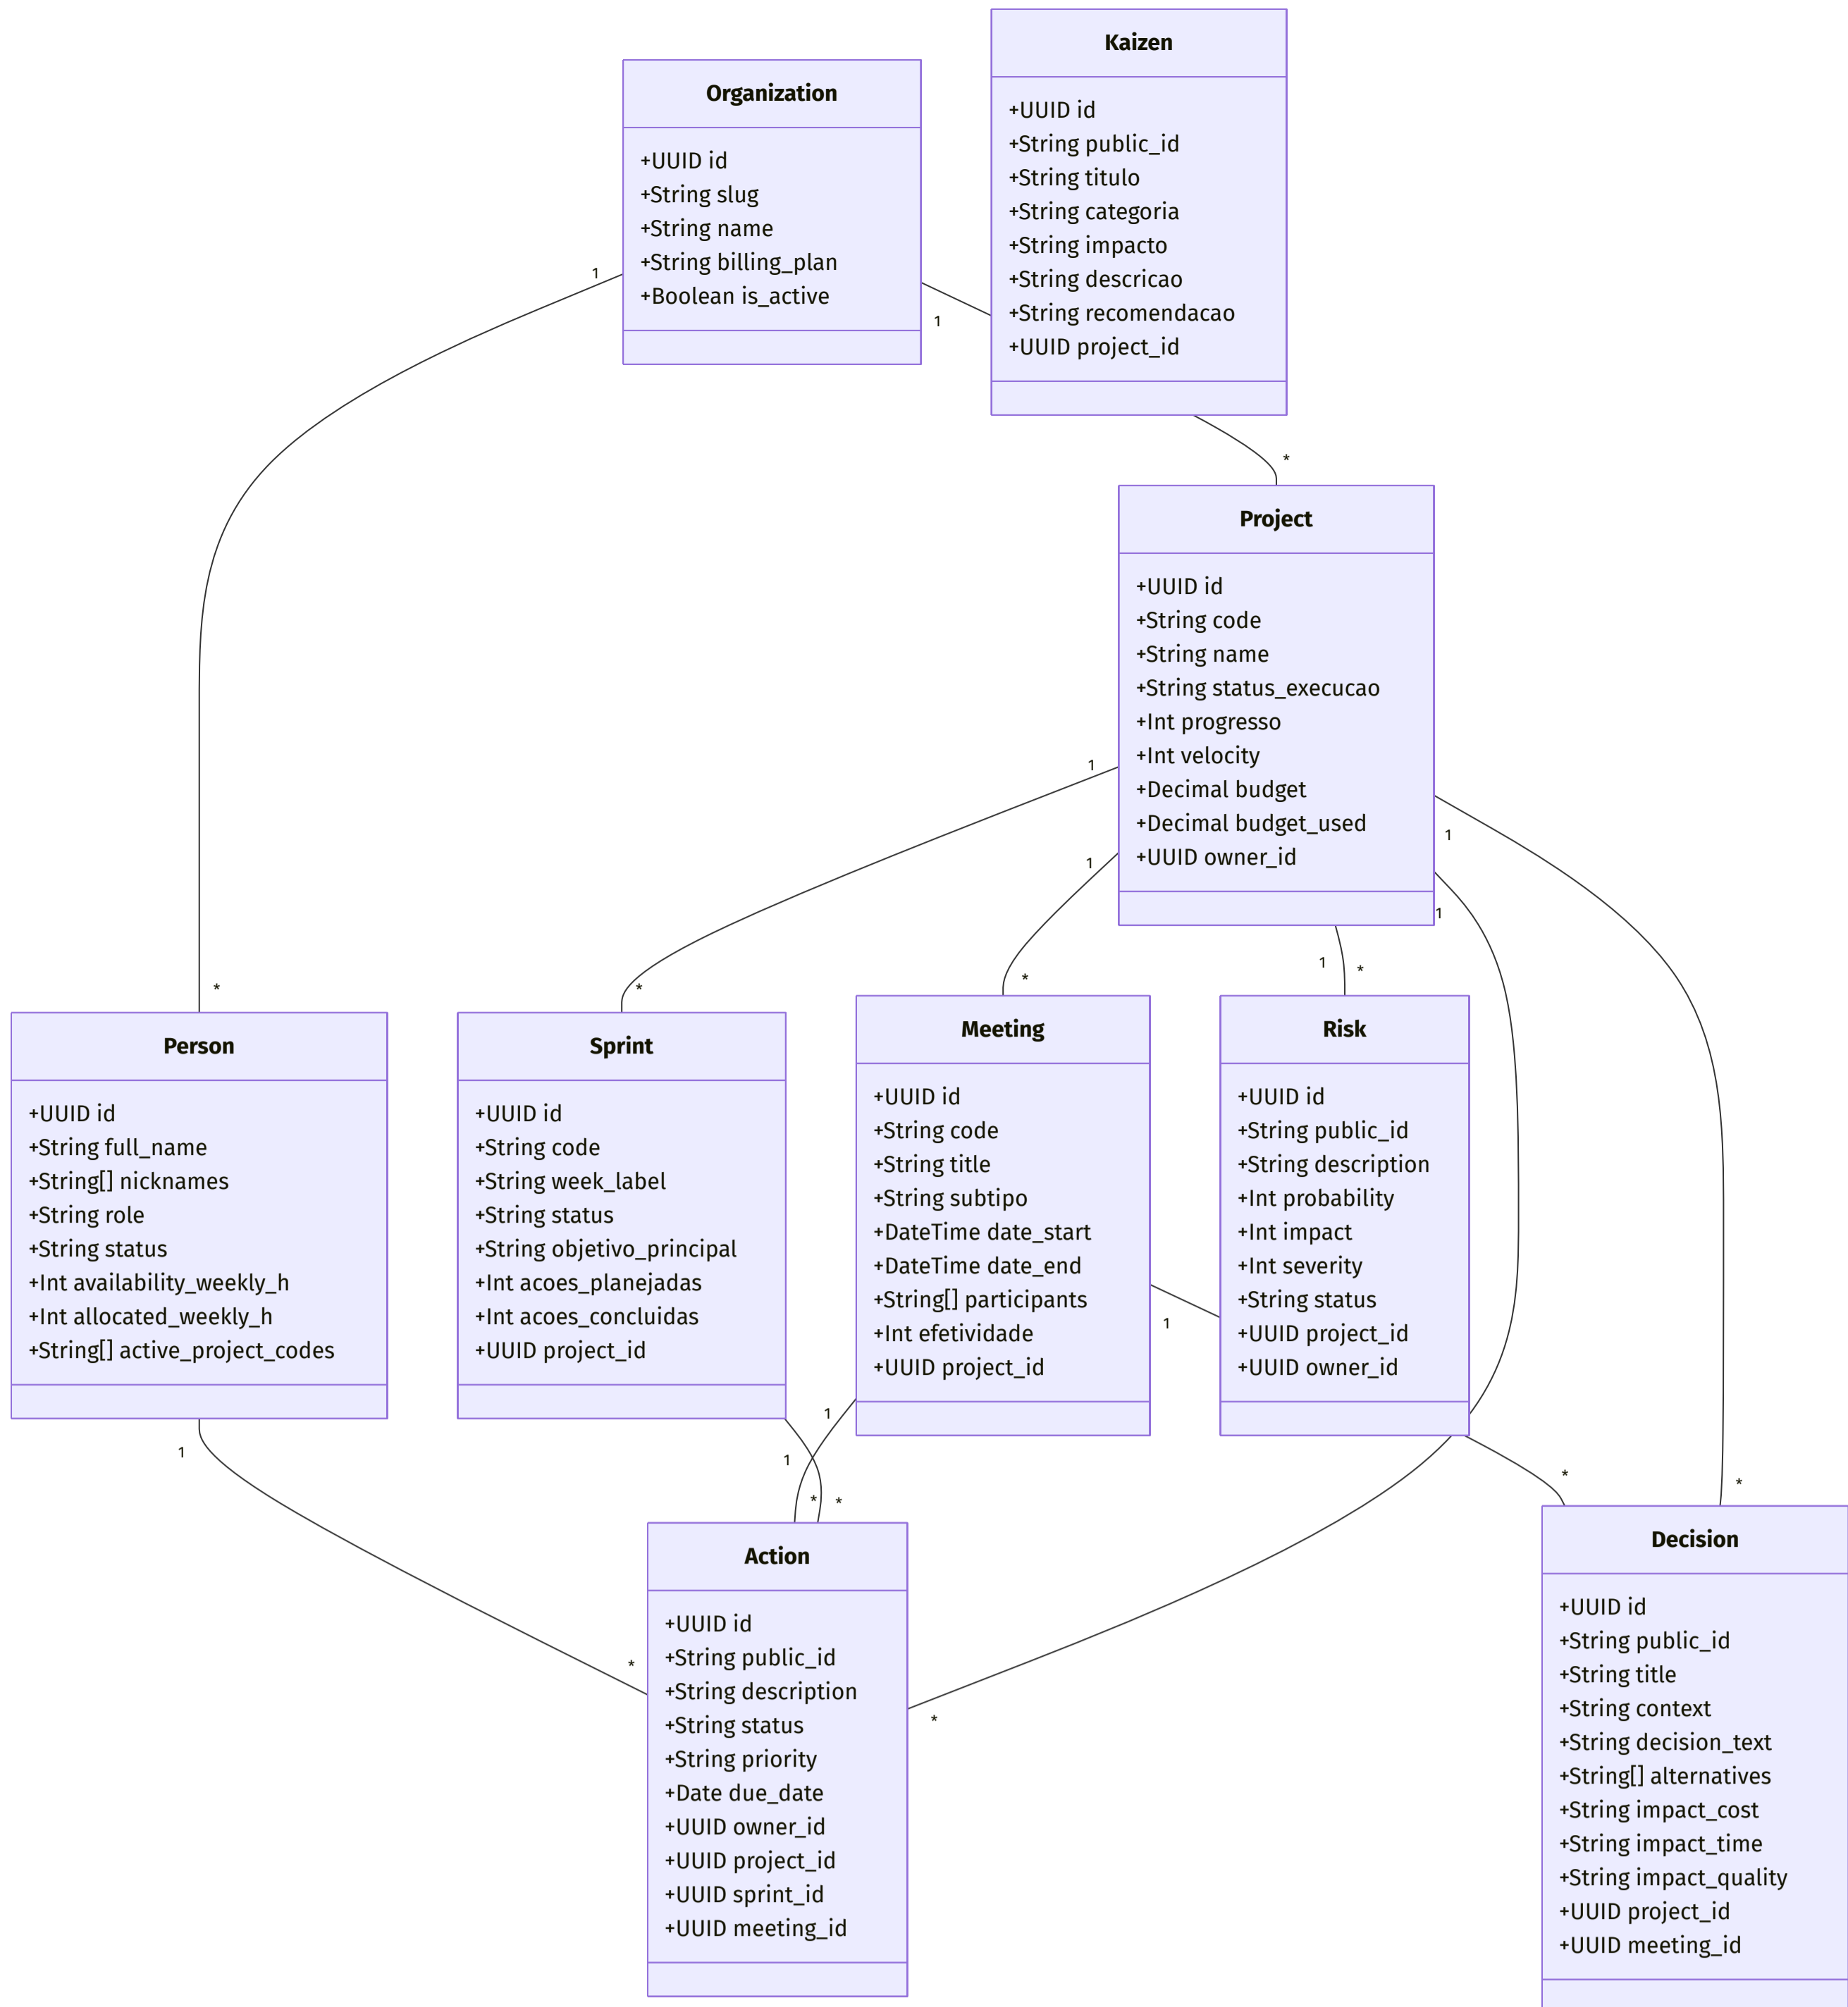 Kaizen
+UUID id
+String public_id
+String titulo
+String categoria
+String impacto
+String descricao
+String recomendacao
+UUID project_id
Organization
+UUID id
+String slug
+String name
+String billing_plan
+Boolean is_active
1
1
*
Project
+UUID id
+String code
+String name
+String status_execucao
+Int progresso
+Int velocity
+Decimal budget
+Decimal budget_used
+UUID owner_id
1
1
1
1
1
*
*
*
*
Person
+UUID id
+String full_name
+String[] nicknames
+String role
+String status
+Int availability_weekly_h
+Int allocated_weekly_h
+String[] active_project_codes
Sprint
+UUID id
+String code
+String week_label
+String status
+String objetivo_principal
+Int acoes_planejadas
+Int acoes_concluidas
+UUID project_id
Meeting
+UUID id
+String code
+String title
+String subtipo
+DateTime date_start
+DateTime date_end
+String[] participants
+Int efetividade
+UUID project_id
Risk
+UUID id
+String public_id
+String description
+Int probability
+Int impact
+Int severity
+String status
+UUID project_id
+UUID owner_id
1
1
1
1
*
*
*
*
*
*
Action
+UUID id
+String public_id
+String description
+String status
+String priority
+Date due_date
+UUID owner_id
+UUID project_id
+UUID sprint_id
+UUID meeting_id
Decision
+UUID id
+String public_id
+String title
+String context
+String decision_text
+String[] alternatives
+String impact_cost
+String impact_time
+String impact_quality
+UUID project_id
+UUID meeting_id